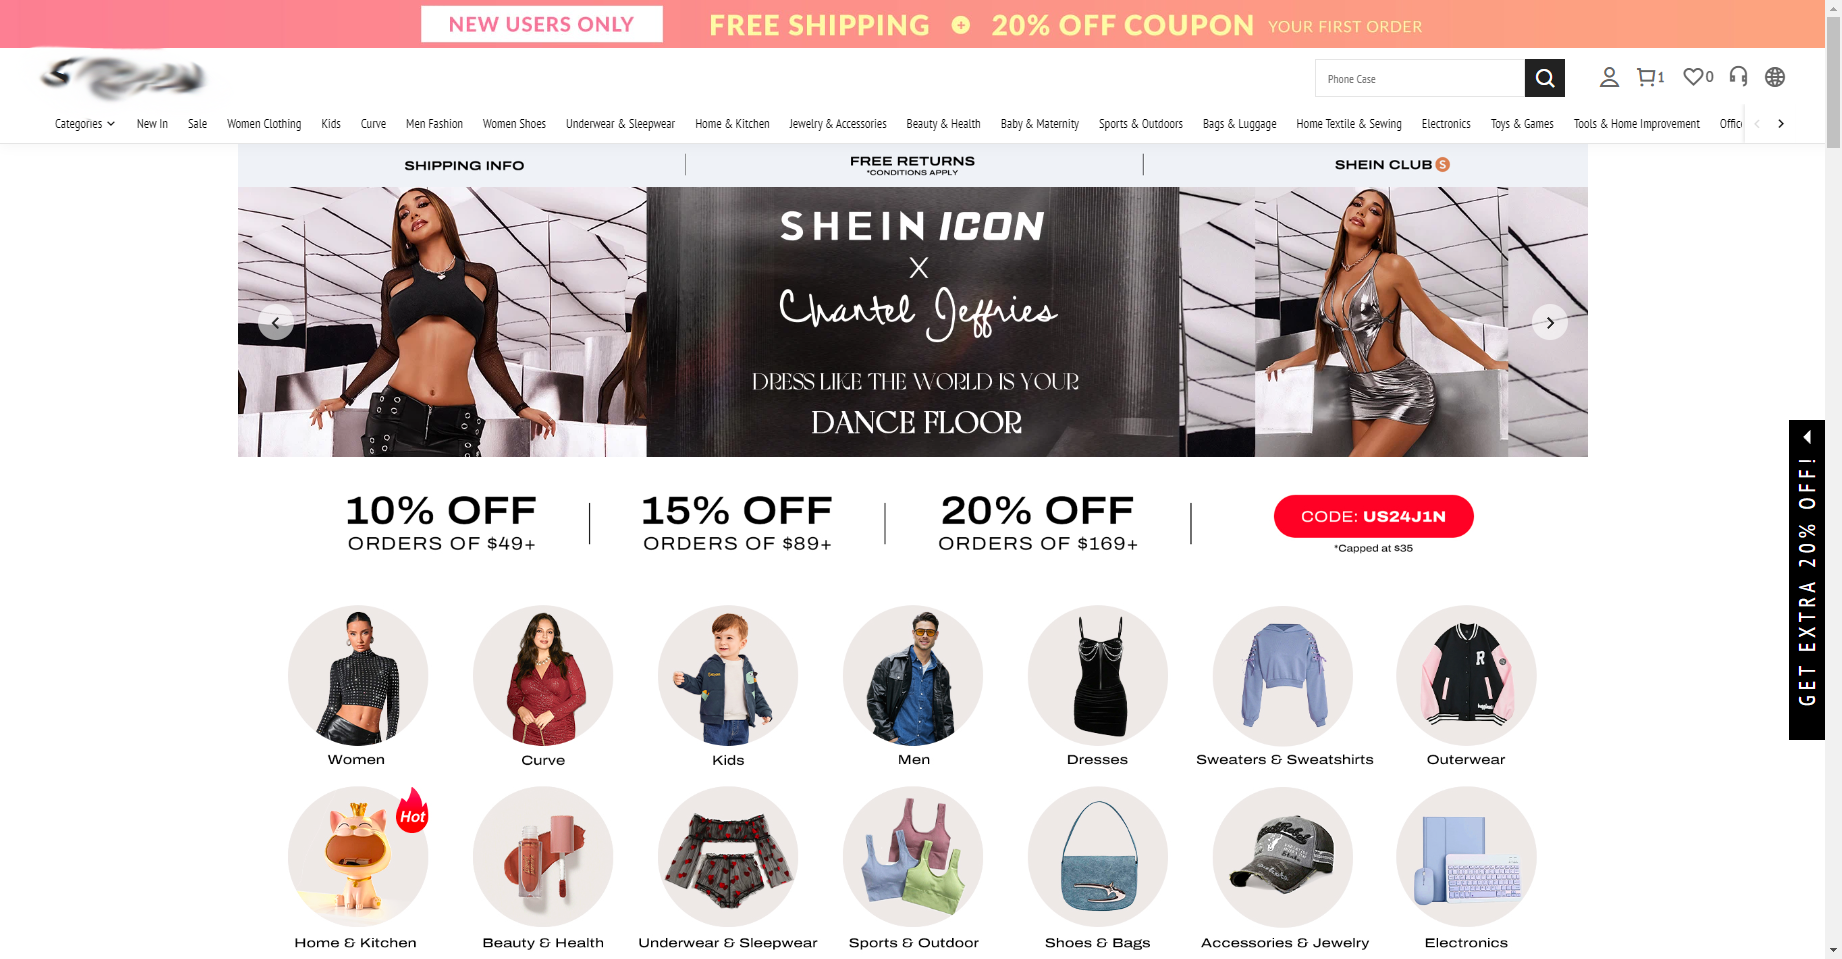 NEW USERS ONLY FREE SHIPPING + 20% OFF COUPON YOUR FIRST ORDER
Phone Case
1
0
Categories New In Sale Women Clothing Kids Curve Men Fashion Women Shoes Underwear & Sleepwear Home & Kitchen Jewelry & Accessories Beauty & Health Baby & Maternity Sports & Outdoors Bags & Luggage Home Textile & Sewing Electronics Toys & Games Tools & Home Improvement Offic
SHIPPING INFO
FREE RETURNS
*CONDITIONS APPLY
SHEIN CLUB S
SHEIN ICON
X
Chantel Jeffries
DRESS LIKE THE WORLD IS YOUR
DANCE FLOOR
10% OFF
ORDERS OF $49+
15% OFF
ORDERS OF $89+
20% OFF
ORDERS OF $169+
CODE: US24J1N
*Capped at $35
GET EXTRA 20% OFF!
R
Women Curve Kids Men Dresses Sweaters & Sweatshirts Outerwear
Hot
Home & Kitchen Beauty & Health Underwear & Sleepwear Sports & Outdoor Shoes & Bags Accessories & Jewelry Electronics